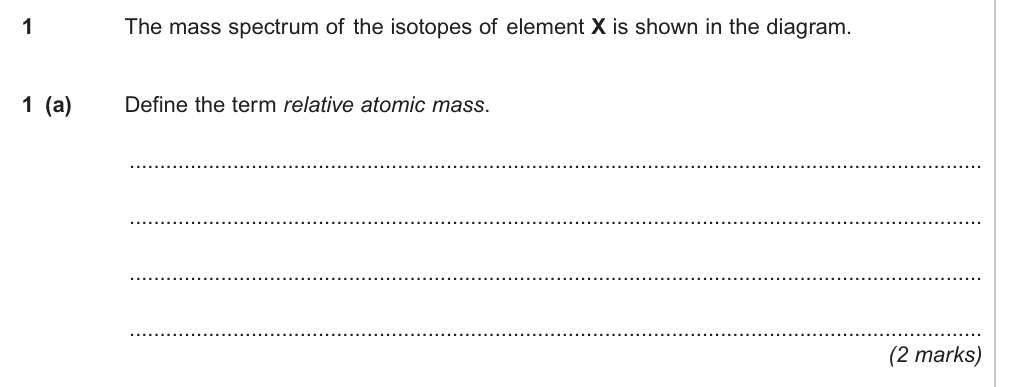 1 The mass spectrum of the isotopes of element X is shown in the diagram.
1 (a) Define the term relative atomic mass.
....................................................................................................
....................................................................................................
....................................................................................................
....................................................................................................
(2 marks)